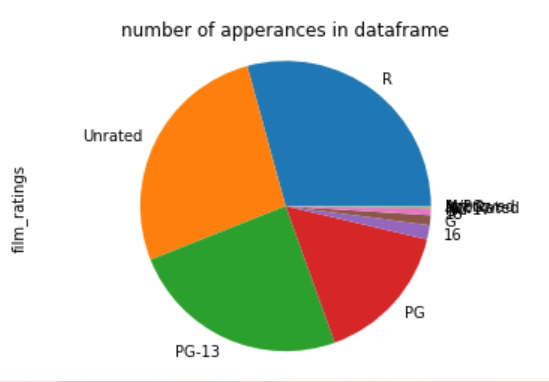 number of apperances in dataframe
R
Unrated
film_ratings
G
16
PG
PG-13